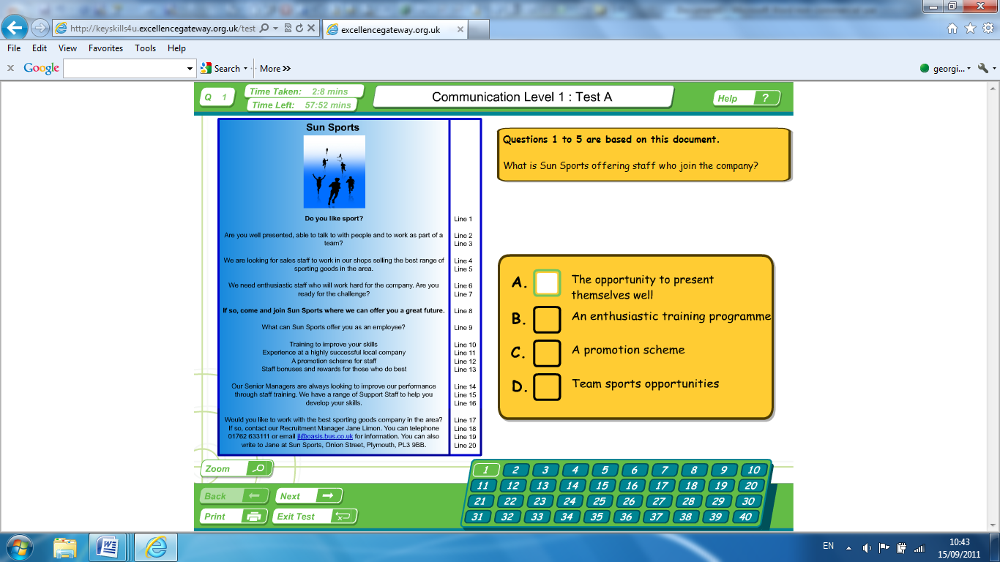 http://keyskills4u.excellencegateway.org.uk/test
excellencegateway.org.uk
File Edit View Favorites Tools Help
x Google Search More >> georgi...
Q 1
Time Taken: 2:8 mins
Time Left: 57:52 mins
Communication Level 1 : Test A
Help ?
Sun Sports
Do you like sport? Line 1
Are you well presented, able to talk to with people and to work as part of a Line 2
team? Line 3
We are looking for sales staff to work in our shops selling the best range of Line 4
sporting goods in the area. Line 5
We need enthusiastic staff who will work hard for the company. Are you Line 6
ready for the challenge? Line 7
If so, come and join Sun Sports where we can offer you a great future. Line 8
What can Sun Sports offer you as an employee? Line 9
Training to improve your skills Line 10
Experience at a highly successful local company Line 11
A promotion scheme for staff Line 12
Staff bonuses and rewards for those who do best Line 13
Our Senior Managers are always looking to improve our performance Line 14
through staff training. We have a range of Support Staff to help you Line 15
develop your skills. Line 16
Would you like to work with the best sporting goods company in the area? Line 17
If so, contact our Recruitment Manager Jane Limon. You can telephone Line 18
01762 633111 or email jl@oasis.bus.co.uk for information. You can also Line 19
write to Jane at Sun Sports, Onion Street, Plymouth, PL3 9BB. Line 20
Questions 1 to 5 are based on this document.
What is Sun Sports offering staff who join the company?
A. The opportunity to present
themselves well
B. An enthusiastic training programme
C. A promotion scheme
D. Team sports opportunities
Zoom
Back Next
Print Exit Test
1 2 3 4 5 6 7 8 9 10
11 12 13 14 15 16 17 18 19 20
21 22 23 24 25 26 27 28 29 30
31 32 33 34 35 36 37 38 39 40
EN
10:43
15/09/2011